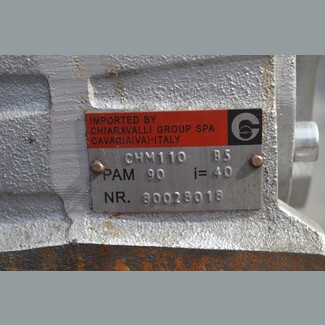 IMPORTED BY
CHIARAVALLI GROUP SPA
CAVARIA(VA)-ITALY
CHM110 B5
PAM 90 i= 40
NR. 80028018